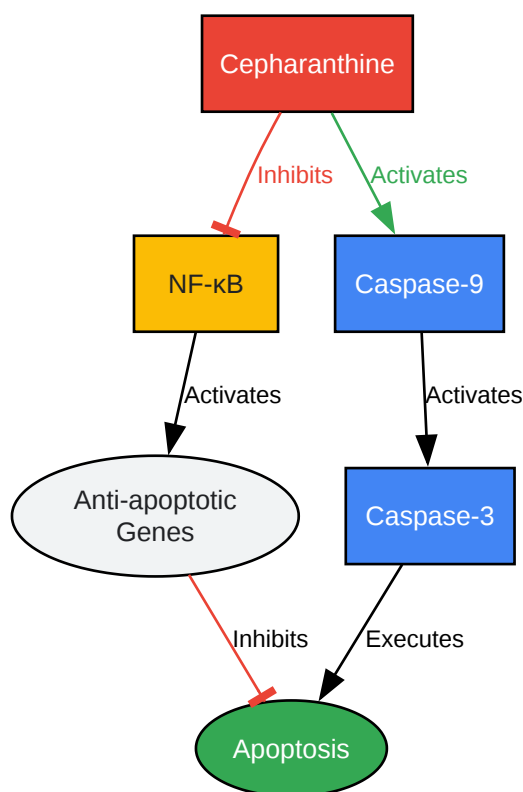 Cepharanthine
Inhibits
Activates
NF-κB
Caspase-9
Activates
Activates
Anti-apoptotic
Genes
Caspase-3
Inhibits
Executes
Apoptosis